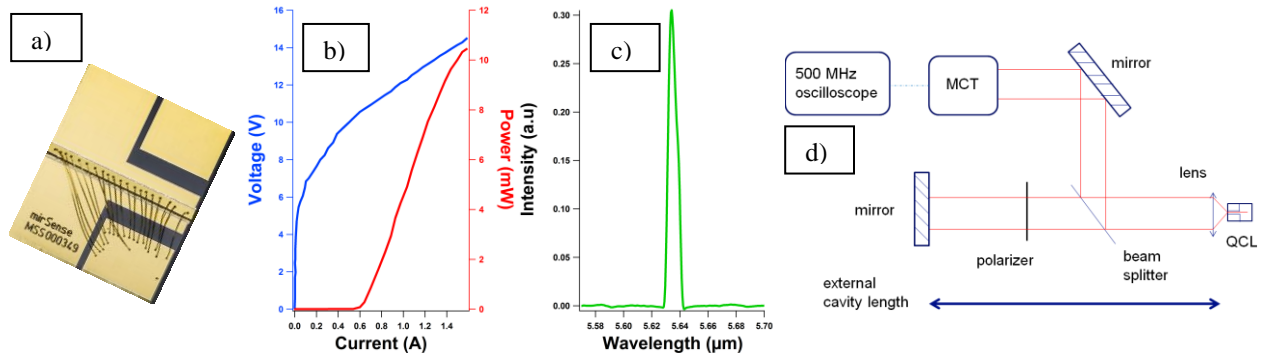 a)
mirSense
MSS000349
b)
Voltage (V)
16
14
12
10
8
6
4
2
0
0.0 0.2 0.4 0.6 0.8 1.0 1.2 1.4
Current (A)
12
10
8
6
4
2
0
Power (mW)
c)
Intensity (a.u)
0.30
0.25
0.20
0.15
0.10
0.05
0.00
5.58 5.60 5.62 5.64 5.66 5.68 5.70
Wavelength (µm)
d)
500 MHz
oscilloscope
MCT
mirror
mirror
lens
polarizer
beam
splitter
QCL
external
cavity length